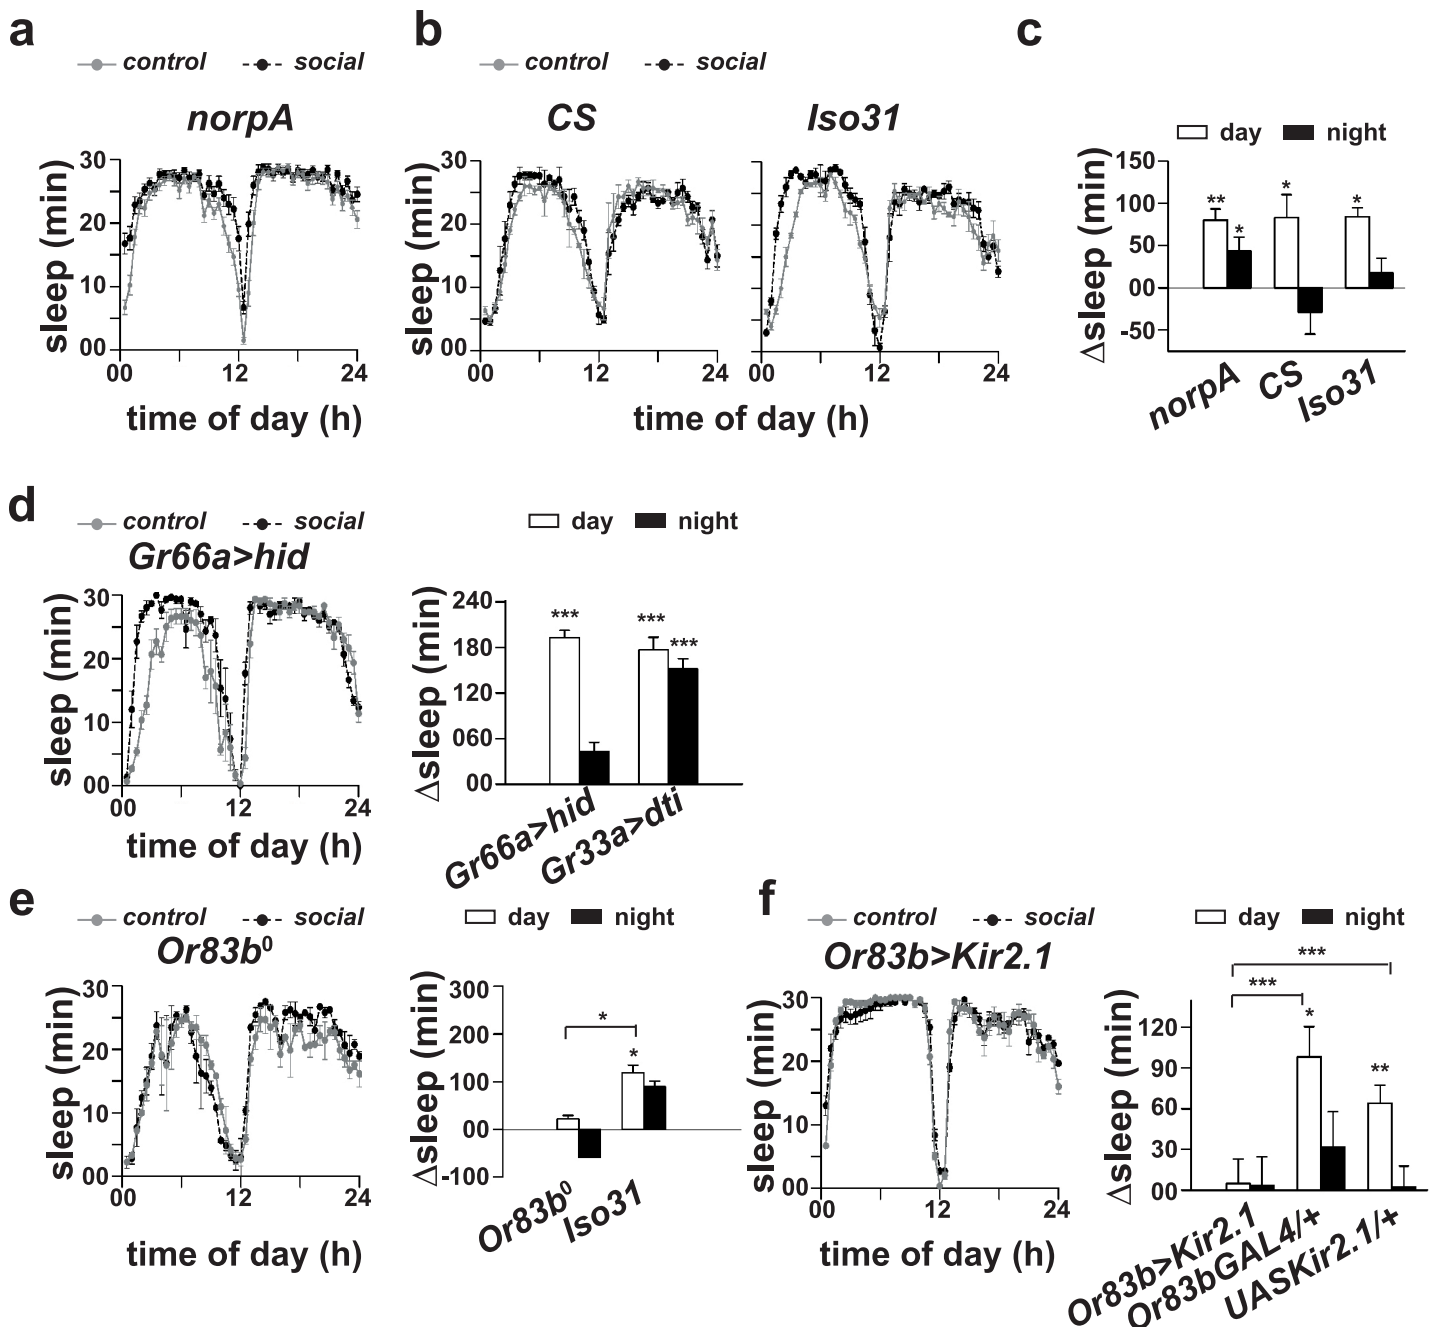 a
control social
norpA
sleep (min)
30
20
10
00
00 12 24
time of day (h)
b
control social
CS Iso31
sleep (min)
30
20
10
00
00 12 24 00 12 24
time of day (h)
c
day night
Δsleep (min)
150
100
50
00
-50
** * * *
norpA CS Iso31
d
control social
Gr66a>hid
sleep (min)
30
20
10
00
00 12 24
time of day (h)
day night
Δsleep (min)
240
180
120
060
00
*** *** ***
Gr66a>hid Gr33a>dti
e
control social
Or83b⁰
sleep (min)
30
20
10
00
00 12 24
time of day (h)
day night
Δsleep (min)
300
200
100
00
-100
*
*
Or83b⁰ Iso31
f
control social
Or83b>Kir2.1
sleep (min)
30
20
10
00
00 12 24
time of day (h)
day night
Δsleep (min)
120
90
60
30
00
***
***
*
**
Or83b>Kir2.1 Or83bGAL4/+ UASKir2.1/+